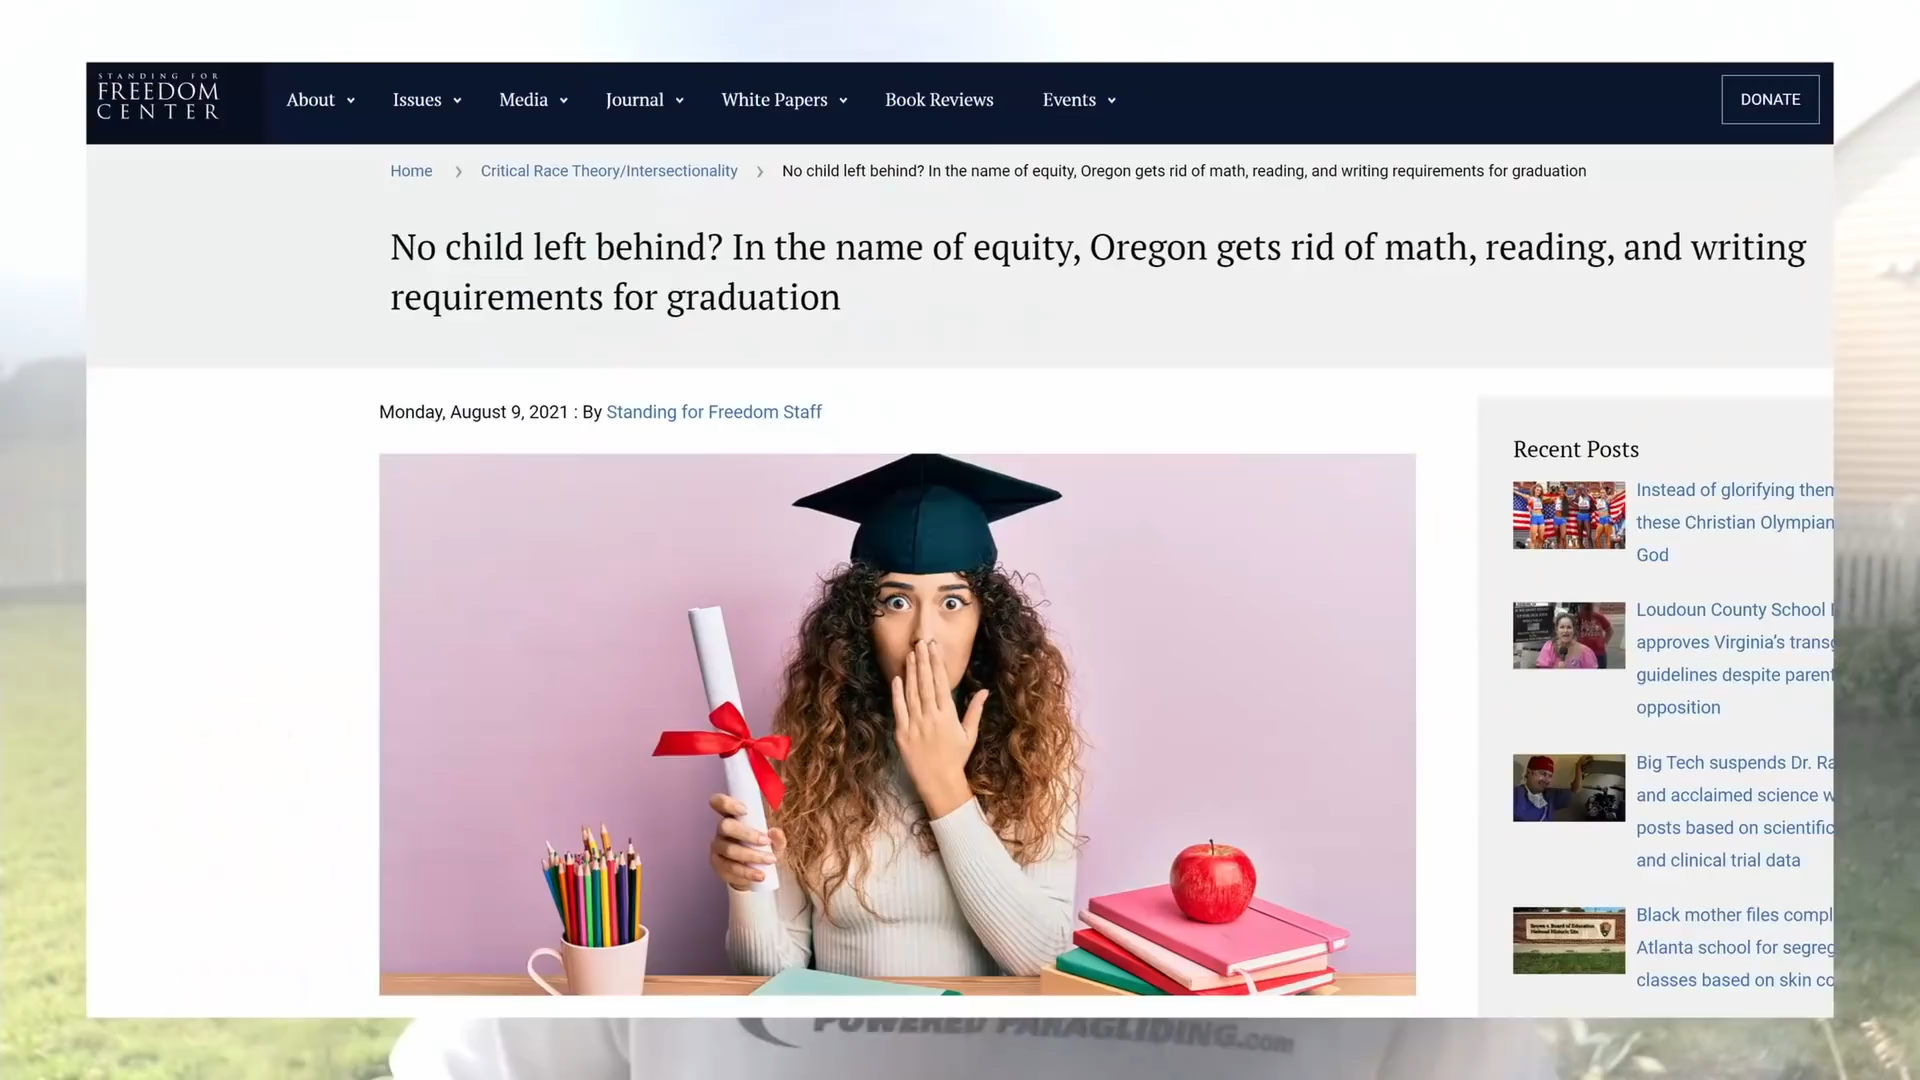 STANDING FOR
FREEDOM
CENTER
About
Issues
Media
Journal
White Papers
Book Reviews
Events
DONATE
Home
Critical Race Theory/Intersectionality
No child left behind? In the name of equity, Oregon gets rid of math, reading, and writing requirements for graduation
No child left behind? In the name of equity, Oregon gets rid of math, reading, and writing
requirements for graduation
Monday, August 9, 2021 : By Standing for Freedom Staff
Recent Posts
Instead of glorifying them
these Christian Olympian
God
Loudoun County School
approves Virginia's trans
guidelines despite parent
opposition
Big Tech suspends Dr. Ra
and acclaimed science w
posts based on scientific
and clinical trial data
Black mother files compl
Atlanta school for segreg
classes based on skin co
POWERED PARAGLIDING.com